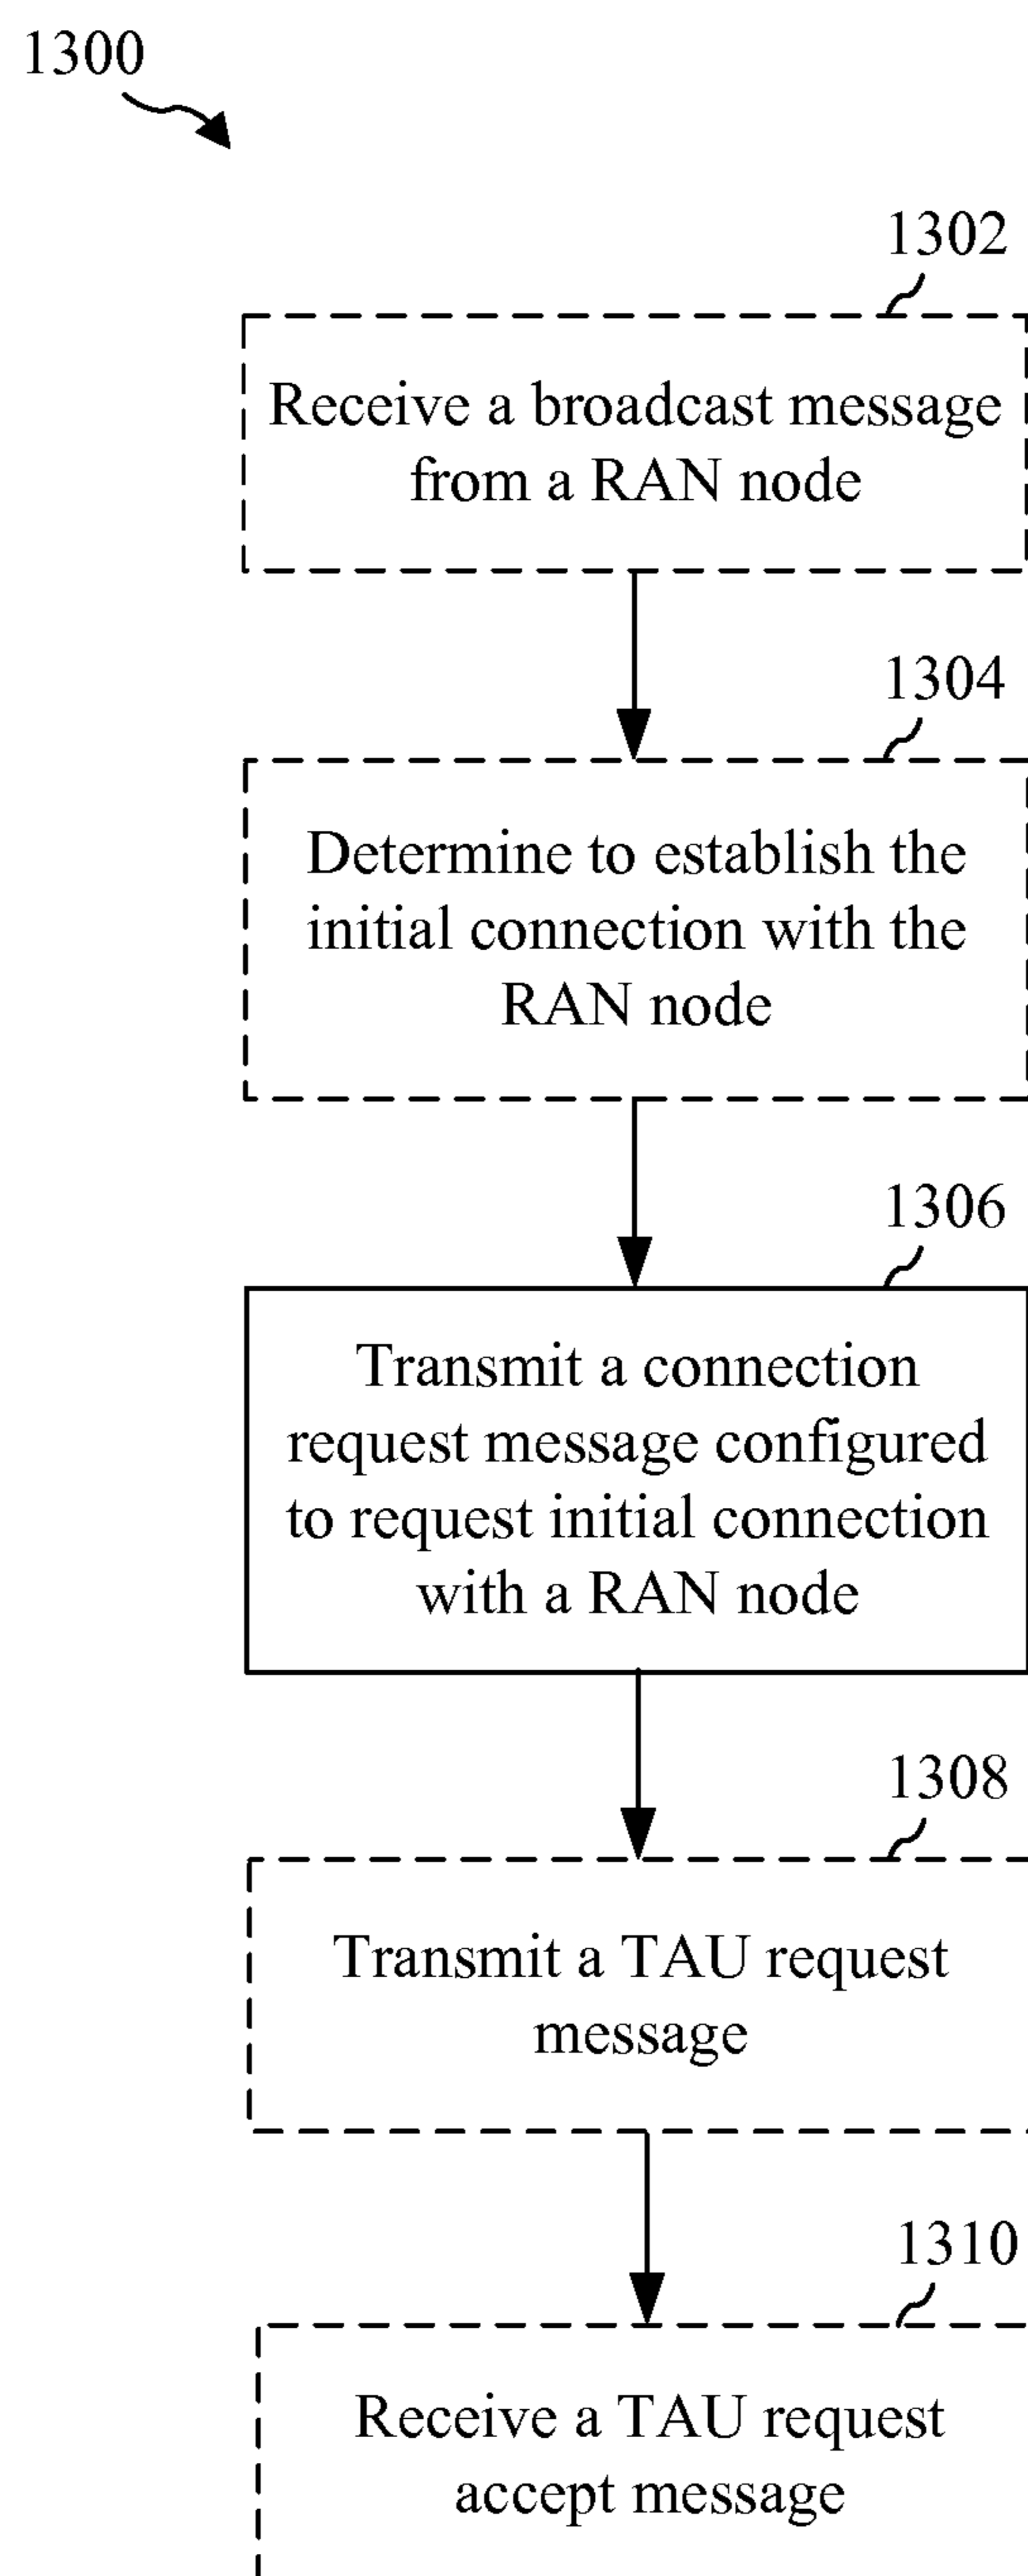 1300
1302
Receive a broadcast message
from a RAN node
1304
Determine to establish the
initial connection with the
RAN node
1306
Transmit a connection
request message configured
to request initial connection
with a RAN node
1308
Transmit a TAU request
message
1310
Receive a TAU request
accept message